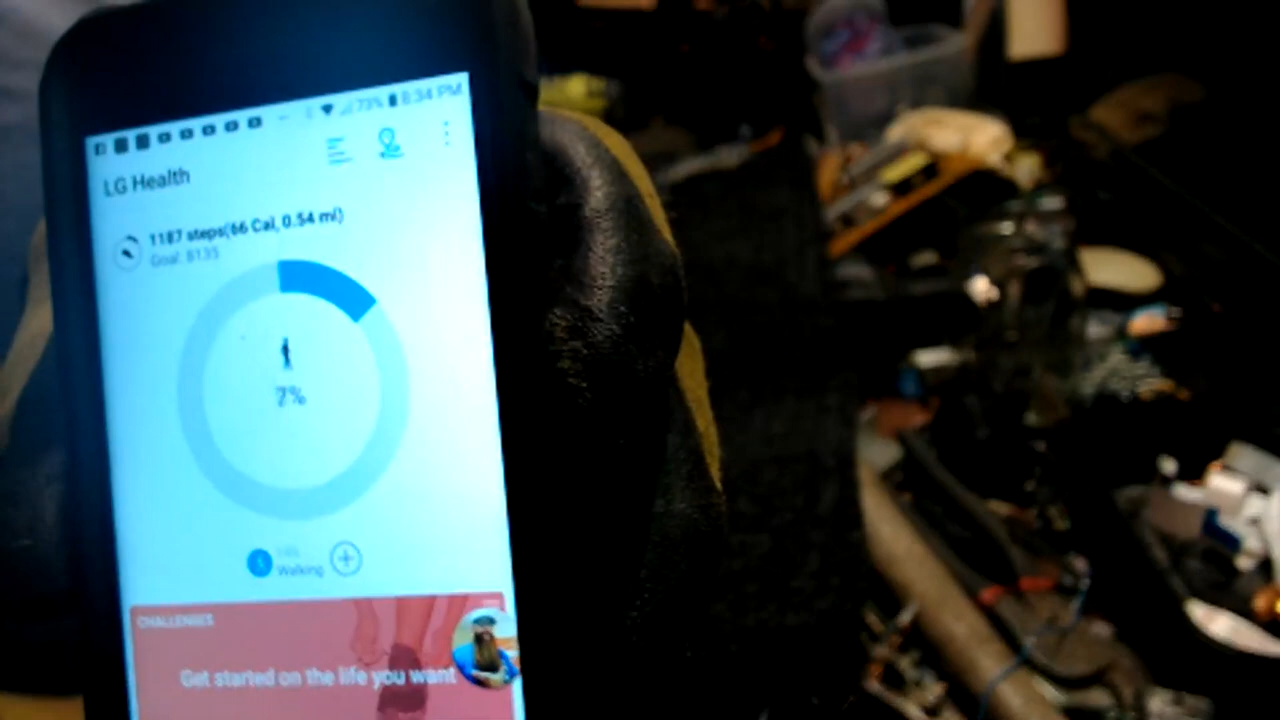 73% 8:34 PM
LG Health
1187 steps(66 Cal, 0.54 mi)
Goal: 8135
7%
Walking
CHALLENGES
Get started on the life you want